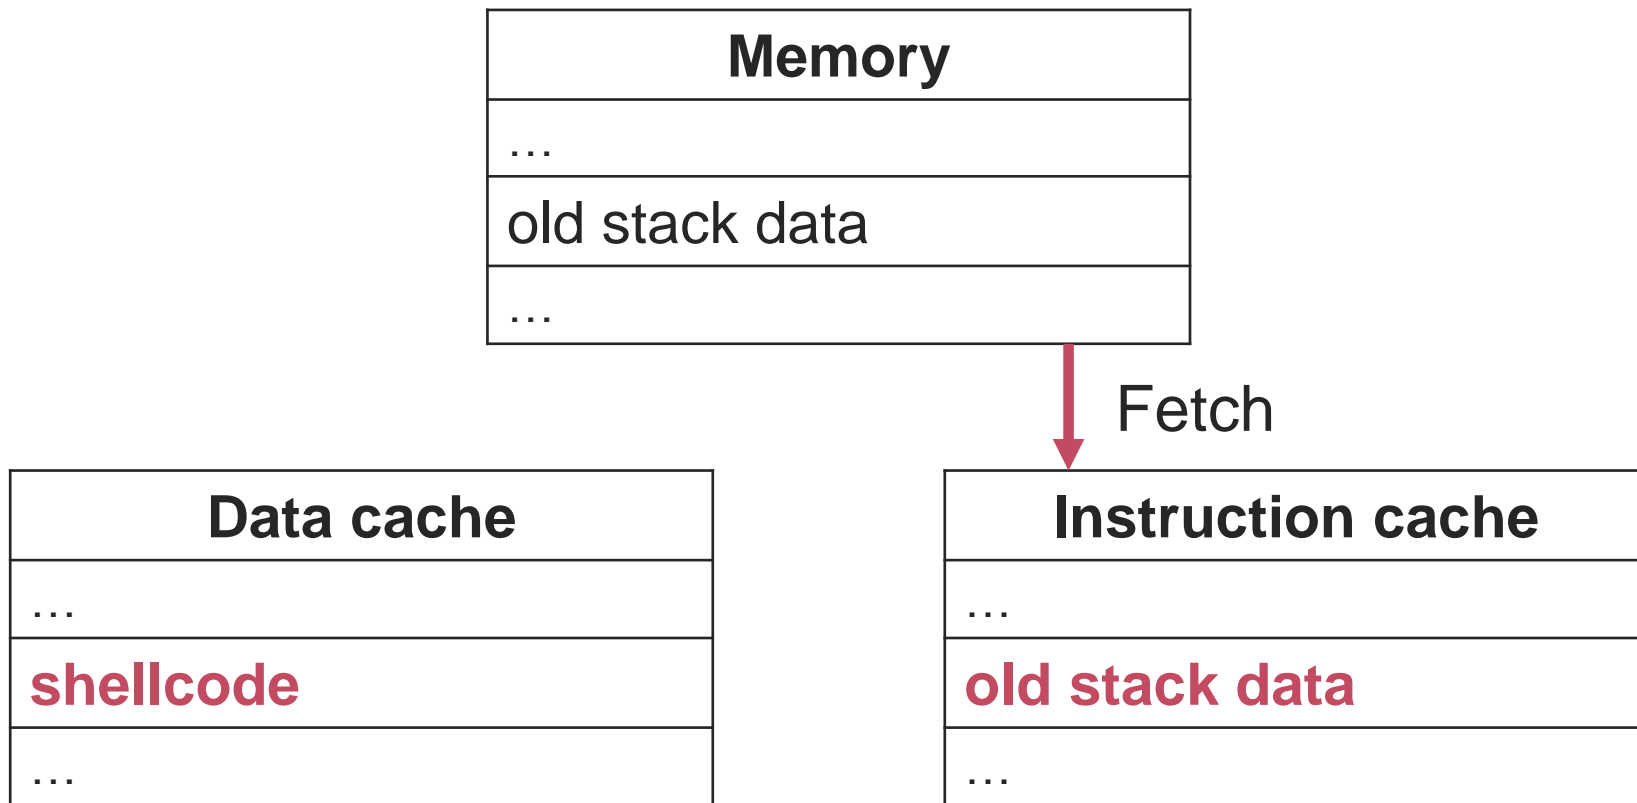 Memory
...
old stack data
...
Fetch
Data cache
...
shellcode
...
Instruction cache
...
old stack data
...